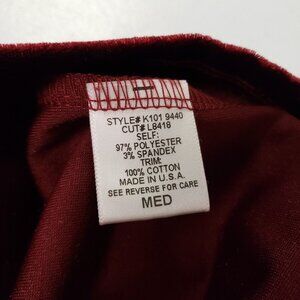 STYLE# K101 9440
CUT# L8418
SELF:
97% POLYESTER
3% SPANDEX
TRIM:
100% COTTON
MADE IN U.S.A.
SEE REVERSE FOR CARE
MED